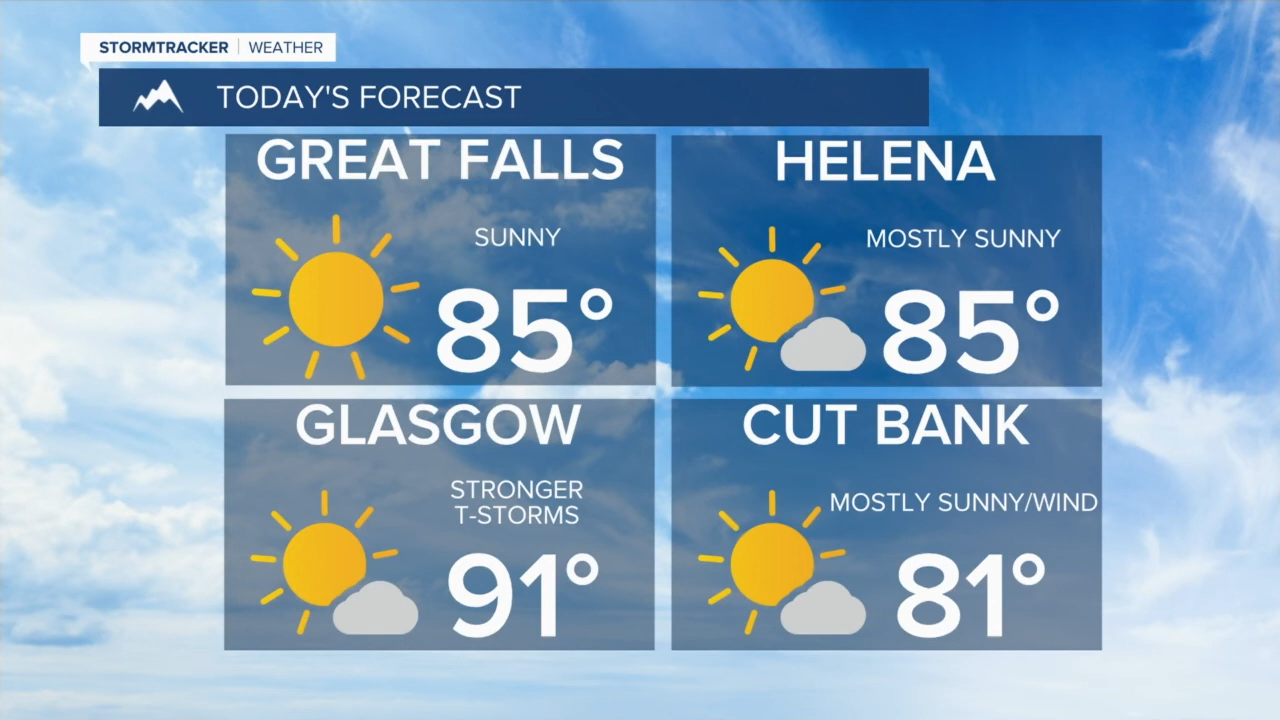 STORMTRACKER | WEATHER
TODAY'S FORECAST
GREAT FALLS
SUNNY
85°
HELENA
MOSTLY SUNNY
85°
GLASGOW
STRONGER
T-STORMS
91°
CUT BANK
MOSTLY SUNNY/WIND
81°